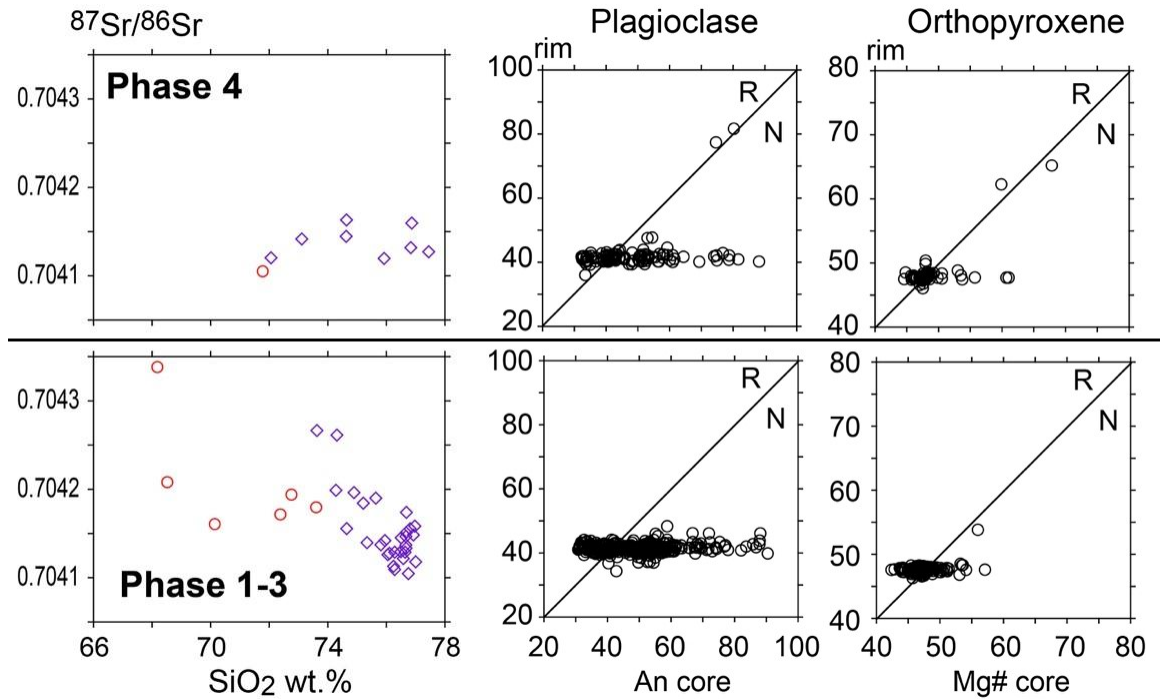 ⁸⁷Sr/⁸⁶Sr
Plagioclase
Orthopyroxene
Phase 4
0.7043
0.7042
0.7041
rim
100
80
60
40
20
R
N
rim
80
70
60
50
40
R
N
Phase 1-3
0.7043
0.7042
0.7041
66 70 74 78
SiO₂ wt.%
100
80
60
40
20
R
N
20 40 60 80 100
An core
80
70
60
50
40
R
N
40 50 60 70 80
Mg# core